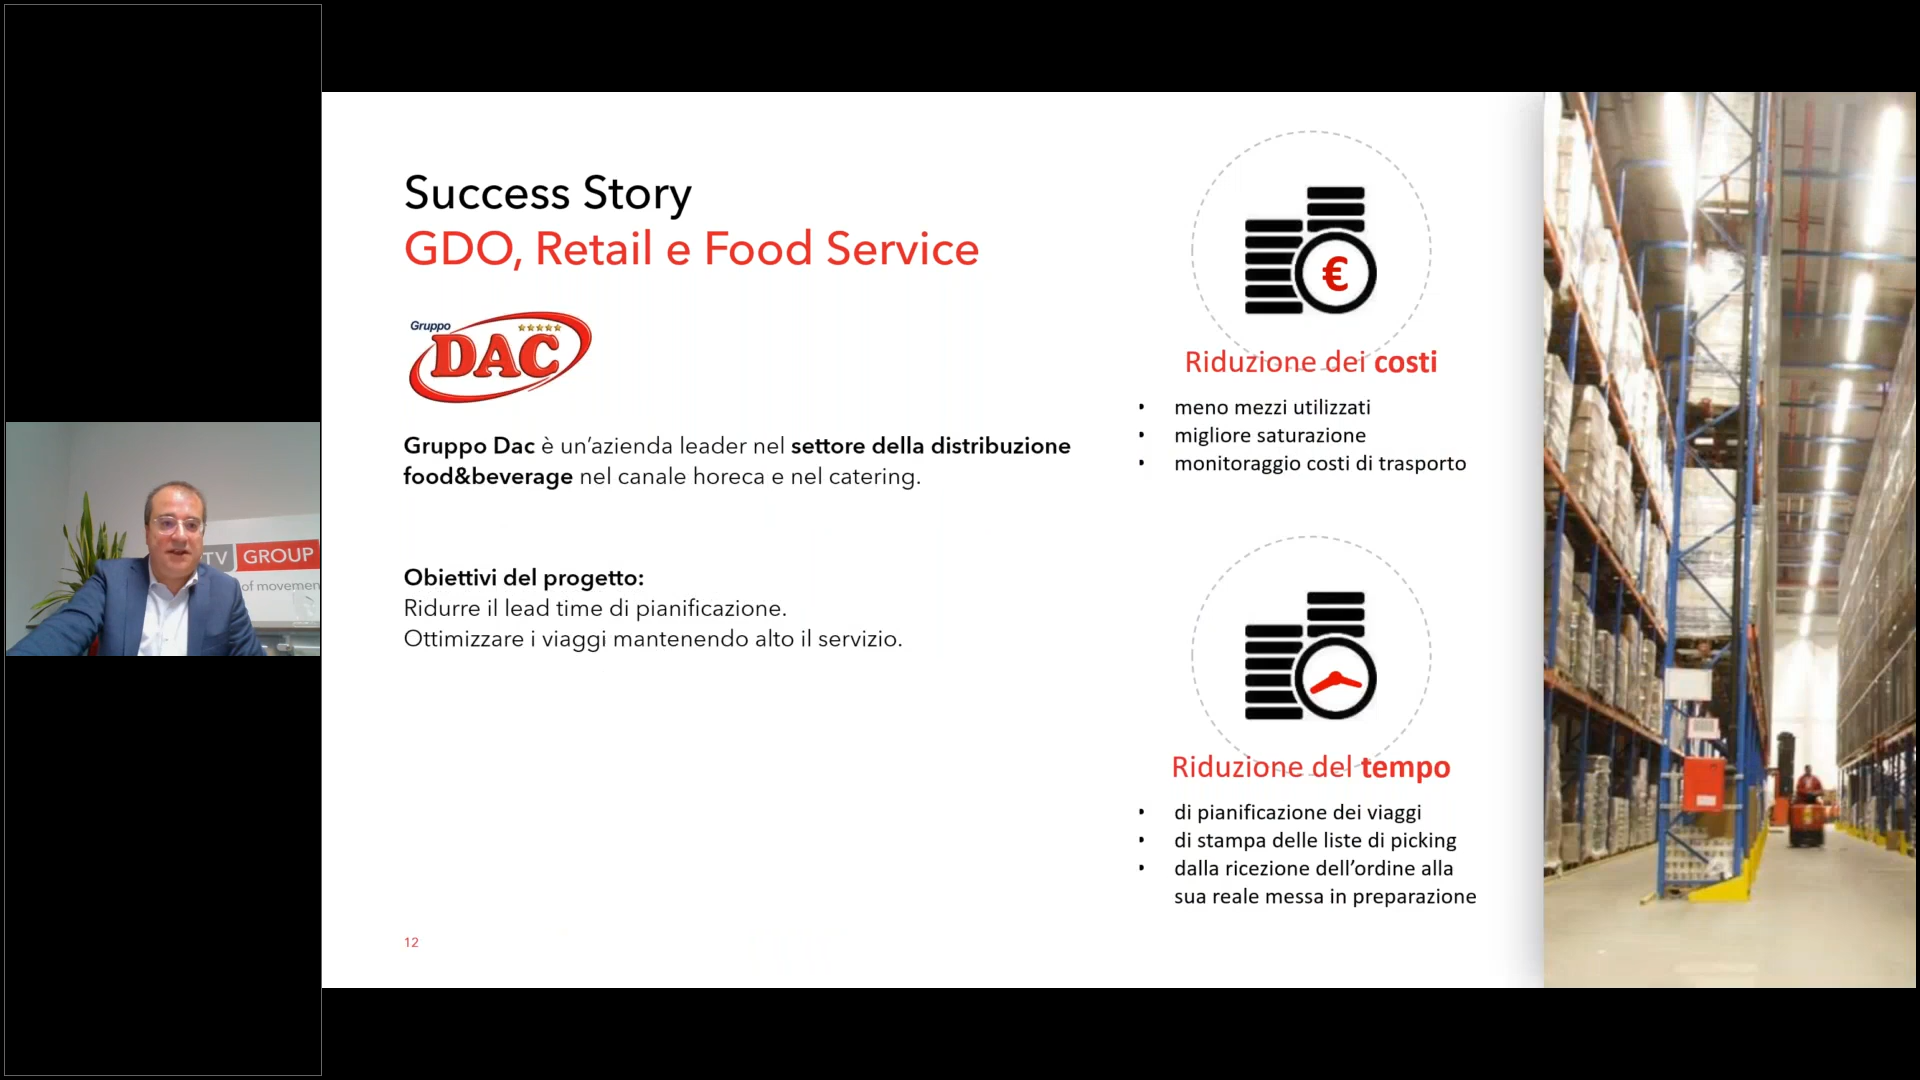 Success Story
GDO, Retail e Food Service
Gruppo
DAC
Gruppo Dac è un'azienda leader nel settore della distribuzione
food&beverage nel canale horeca e nel catering.
Obiettivi del progetto:
Ridurre il lead time di pianificazione.
Ottimizzare i viaggi mantenendo alto il servizio.
12
€
Riduzione dei costi
• meno mezzi utilizzati
• migliore saturazione
• monitoraggio costi di trasporto
Riduzione del tempo
• di pianificazione dei viaggi
• di stampa delle liste di picking
• dalla ricezione dell'ordine alla
sua reale messa in preparazione
TV GROUP
of movemen